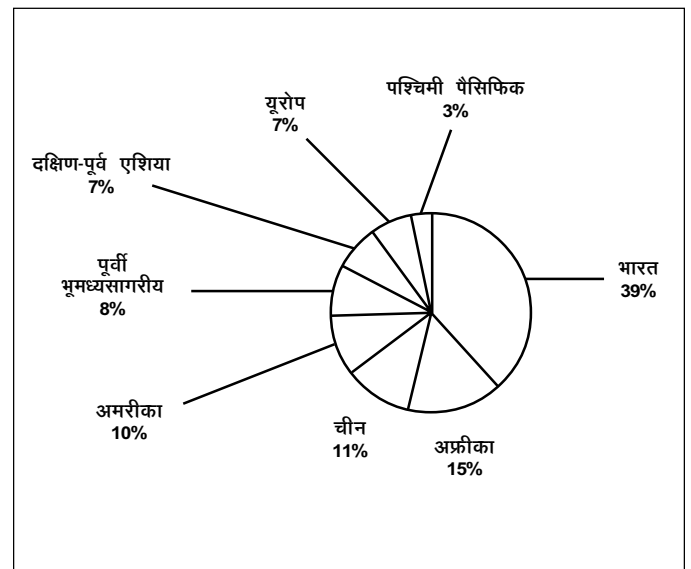 पश्चिमी पैसिफिक
3%
यूरोप
7%
दक्षिण-पूर्व एशिया
7%
पूर्वी
भूमध्यसागरीय
8%
भारत
39%
अमरीका
10%
चीन
11%
अफ्रीका
15%